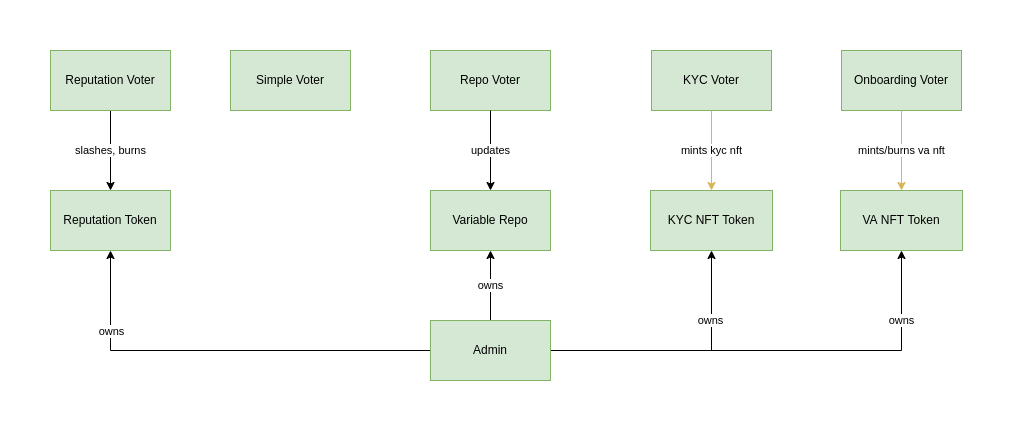 Reputation Voter
Simple Voter
Repo Voter
KYC Voter
Onboarding Voter
slashes, burns
updates
mints kyc nft
mints/burns va nft
Reputation Token
Variable Repo
KYC NFT Token
VA NFT Token
owns
owns
owns
owns
Admin